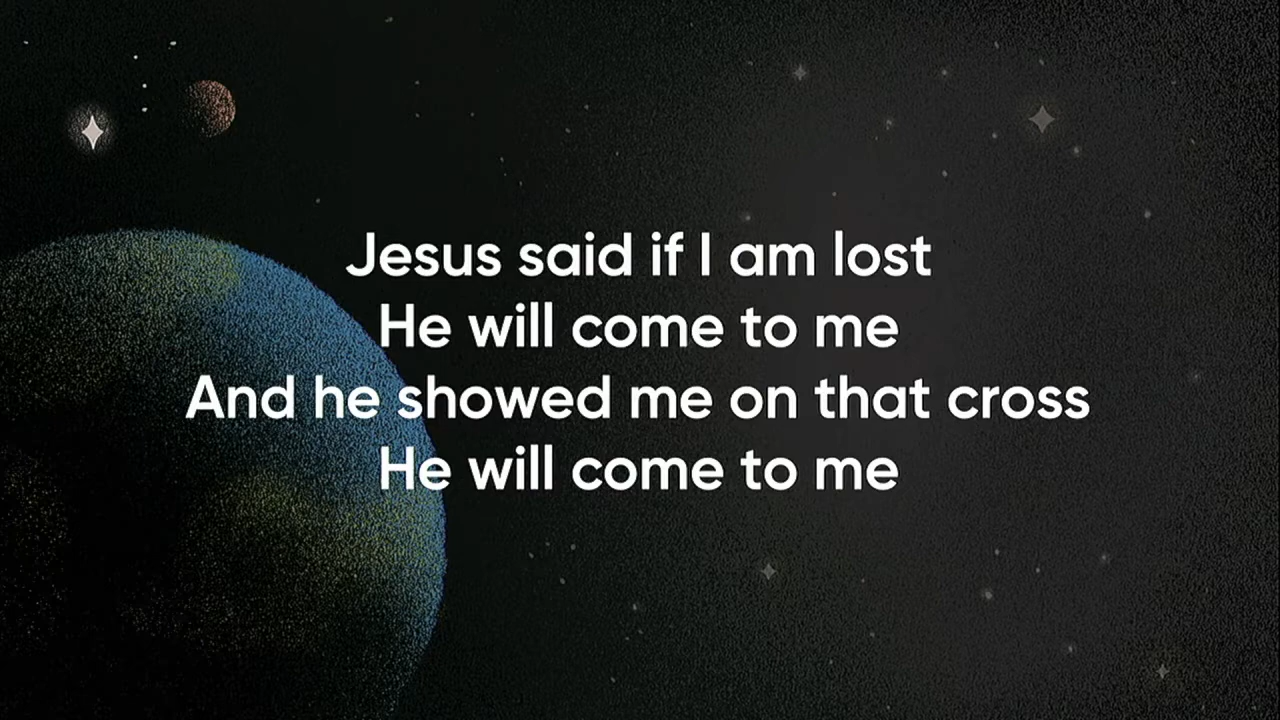 Jesus said if I am lost
He will come to me
And he showed me on that cross
He will come to me